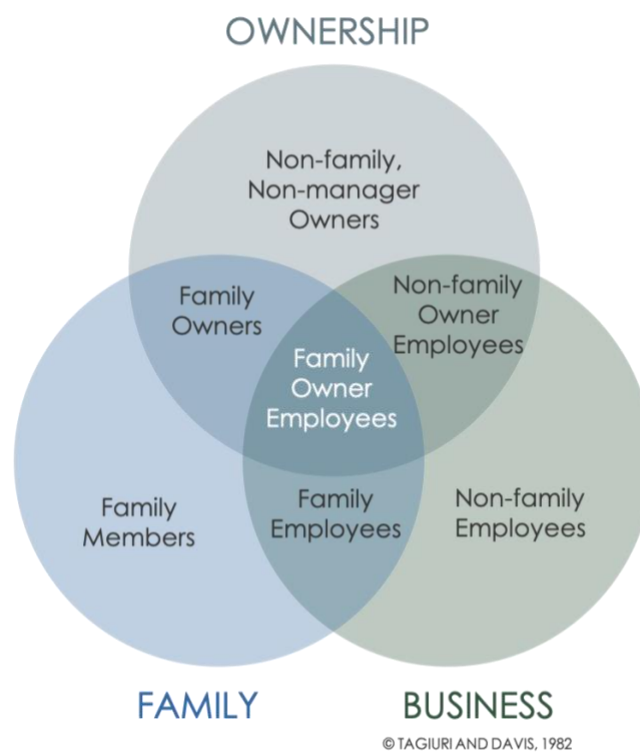 OWNERSHIP
Non-family,
Non-manager
Owners
Family
Owners
Non-family
Owner
Employees
Family
Owner
Employees
Family
Members
Family
Employees
Non-family
Employees
FAMILY
BUSINESS
© TAGIURI AND DAVIS, 1982